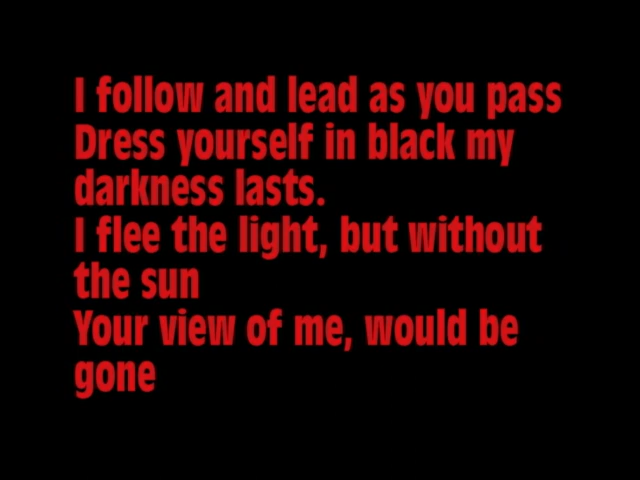 I follow and lead as you pass
Dress yourself in black my
darkness lasts.
I flee the light, but without
the sun
Your view of me, would be
gone